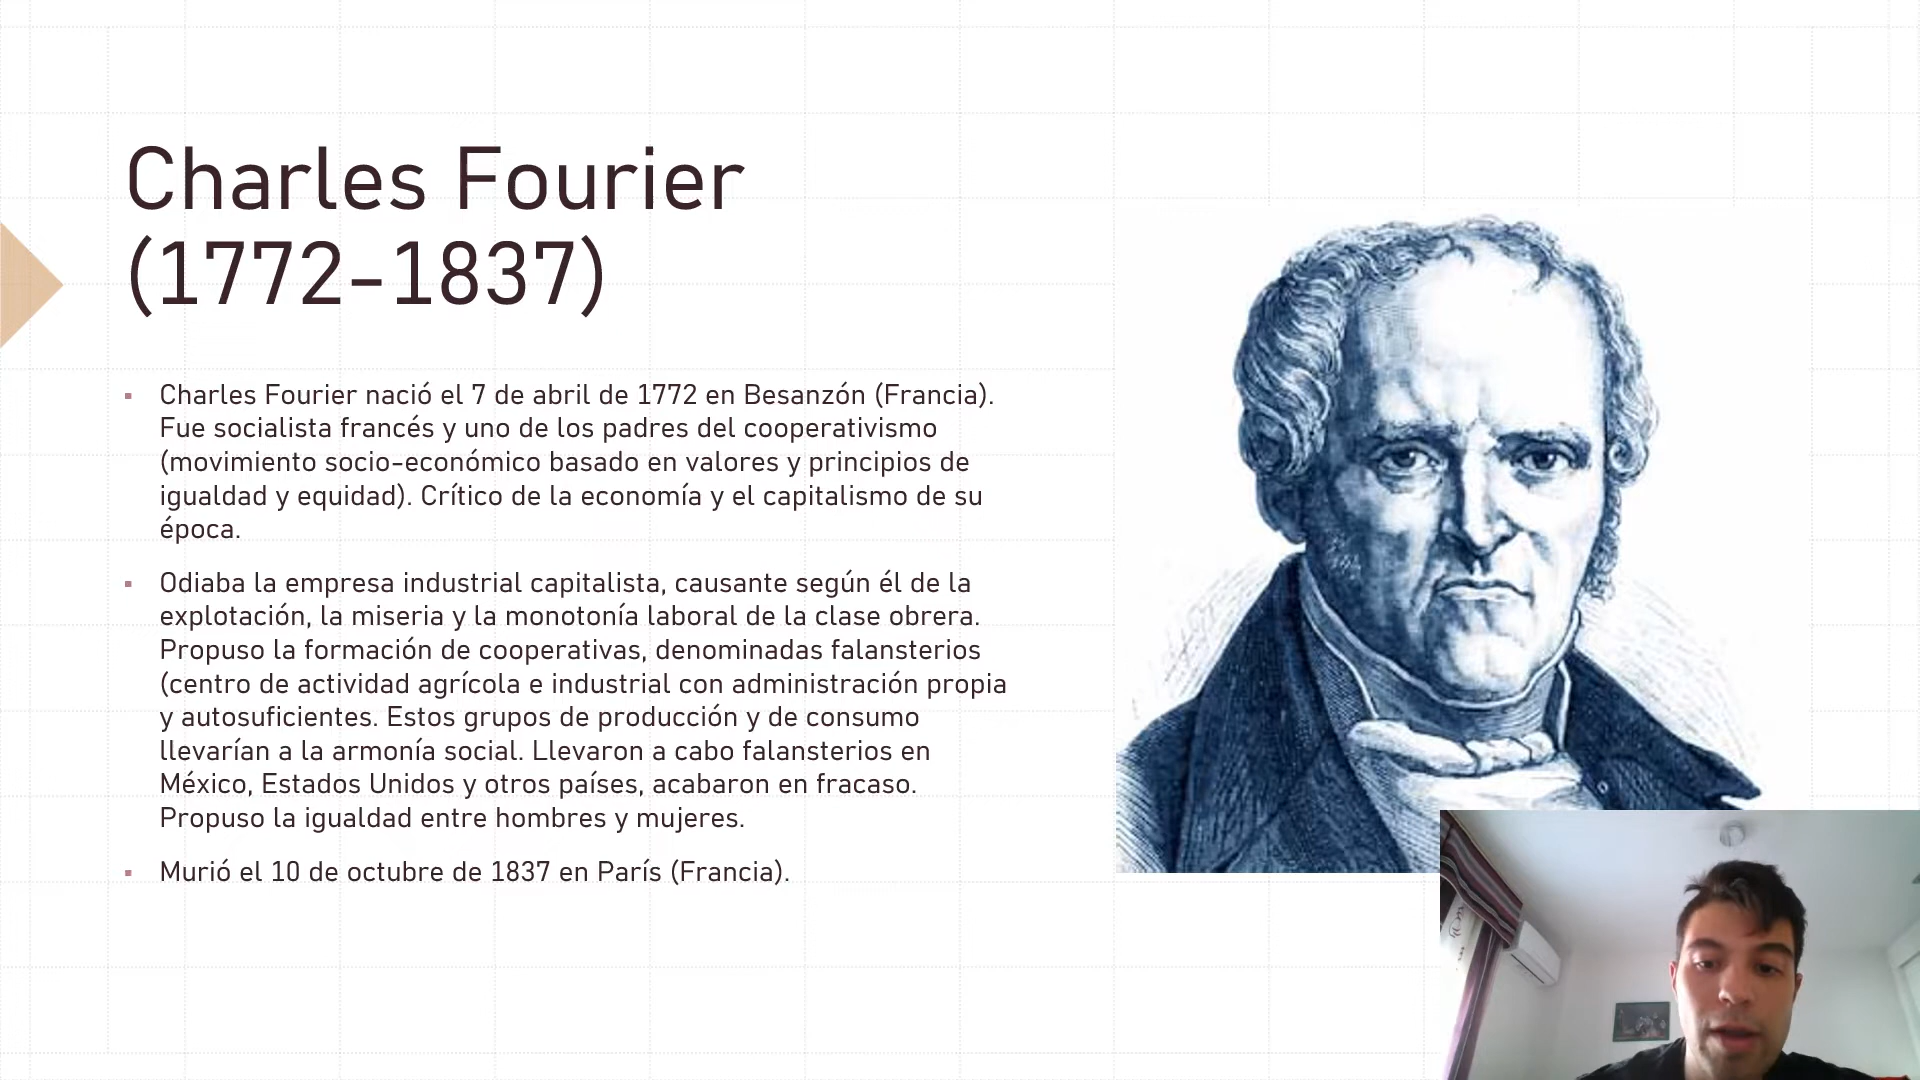 Charles Fourier
(1772-1837)
Charles Fourier nació el 7 de abril de 1772 en Besanzón (Francia).
Fue socialista francés y uno de los padres del cooperativismo
(movimiento socio-económico basado en valores y principios de
igualdad y equidad). Crítico de la economía y el capitalismo de su
época.
Odiaba la empresa industrial capitalista, causante según él de la
explotación, la miseria y la monotonía laboral de la clase obrera.
Propuso la formación de cooperativas, denominadas falansterios
(centro de actividad agrícola e industrial con administración propia
y autosuficientes. Estos grupos de producción y de consumo
llevarían a la armonía social. Llevaron a cabo falansterios en
México, Estados Unidos y otros países, acabaron en fracaso.
Propuso la igualdad entre hombres y mujeres.
Murió el 10 de octubre de 1837 en París (Francia).